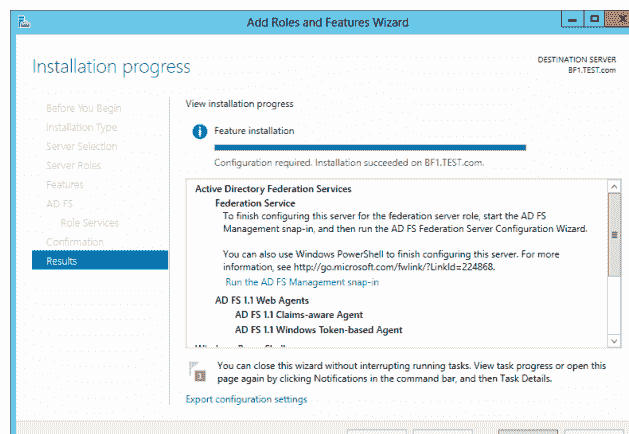 Add Roles and Features Wizard
Installation progress
DESTINATION SERVER
BF1.TEST.com
Before You Begin
Installation Type
Server Selection
Server Roles
Features
AD FS
Role Services
Confirmation
Results
View installation progress
Feature installation
Configuration required. Installation succeeded on BF1.TEST.com.
Active Directory Federation Services
Federation Service
To finish configuring this server for the federation server role, start the AD FS
Management snap-in, and then run the AD FS Federation Server Configuration Wizard.
You can also use Windows PowerShell to finish configuring this server. For more
information, see http://go.microsoft.com/fwlink/?LinkId=224868.
Run the AD FS Management snap-in
AD FS 1.1 Web Agents
AD FS 1.1 Claims-aware Agent
AD FS 1.1 Windows Token-based Agent
You can close this wizard without interrupting running tasks. View task progress or open this
page again by clicking Notifications in the command bar, and then Task Details.
Export configuration settings